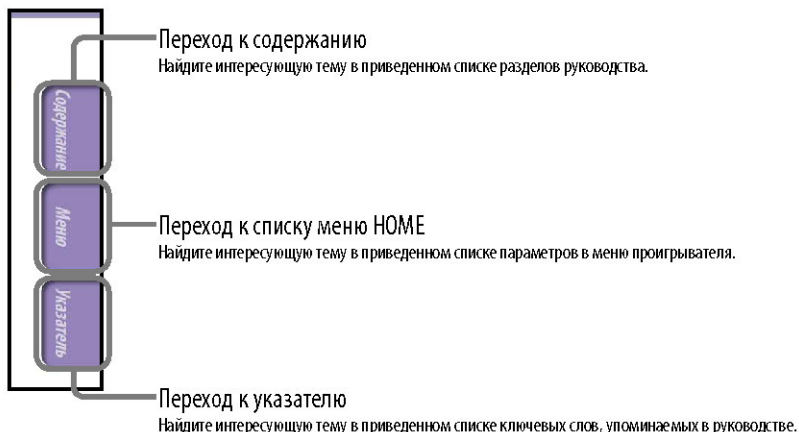 Переход к содержанию
Найдите интересующую тему в приведенном списке разделов руководства.
Содержание
Меню
Переход к списку меню HOME
Найдите интересующую тему в приведенном списке параметров в меню проигрывателя.
Указатель
Переход к указателю
Найдите интересующую тему в приведенном списке ключевых слов, упоминаемых в руководстве.